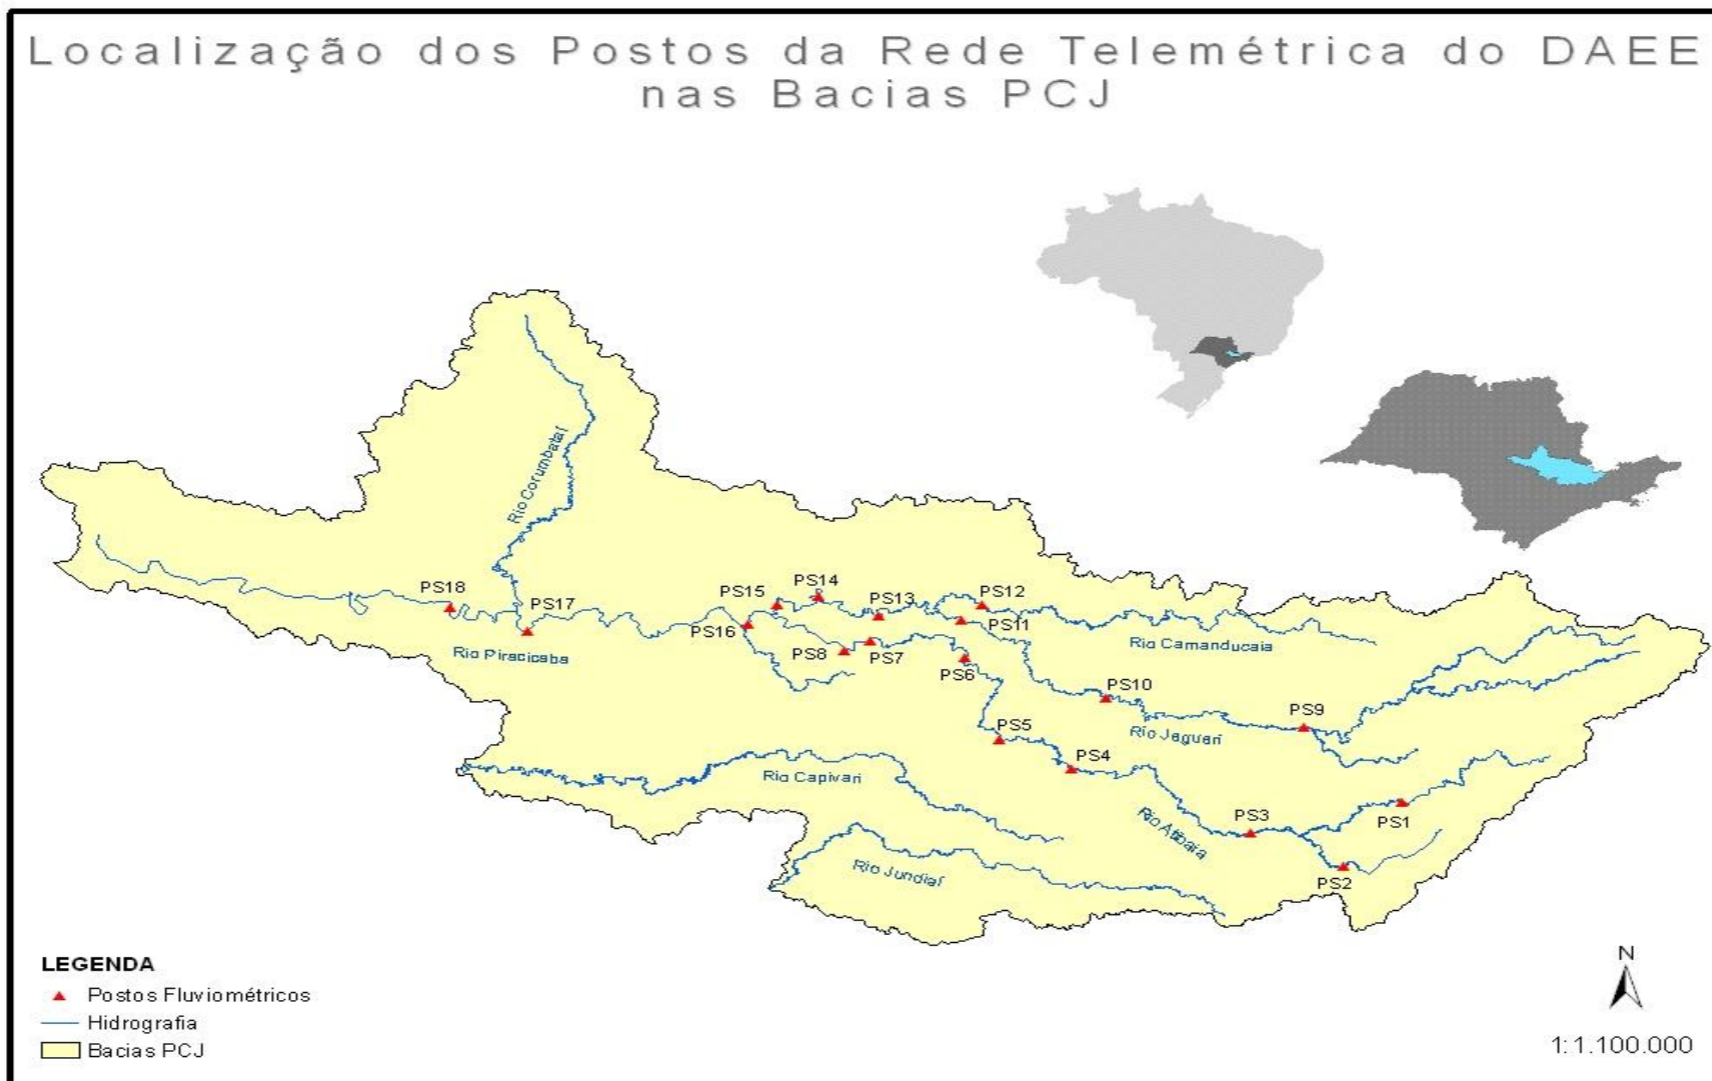 Localização dos Postos da Rede Telemétrica do DAEE
nas Bacias PCJ
Rio Corumbataí
PS18
PS17
Rio Piracicaba
PS16
PS15
PS14
PS13
PS12
PS11
Rio Camanducaia
PS8
PS7
PS6
PS10
PS9
Rio Jaguari
PS5
PS4
Rio Capivari
Rio Atibaia
PS3
PS1
PS2
Rio Jundiaí
LEGENDA
Postos Fluviométricos
Hidrografia
Bacias PCJ
N
1:1.100.000